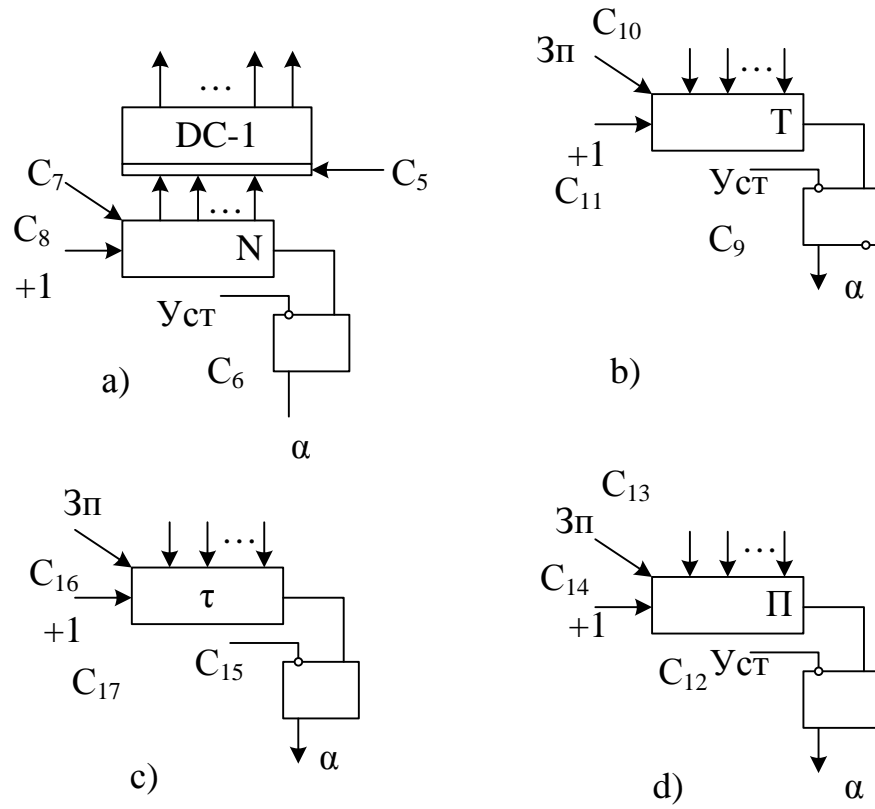 DC-1
C5
C7
C8
+1
N
Уст
C6
α
a)
C10
Зп
+1
C11
T
Уст
C9
α
b)
Зп
C16
+1
τ
C15
C17
α
c)
C13
Зп
C14
+1
П
C12 Уст
α
d)